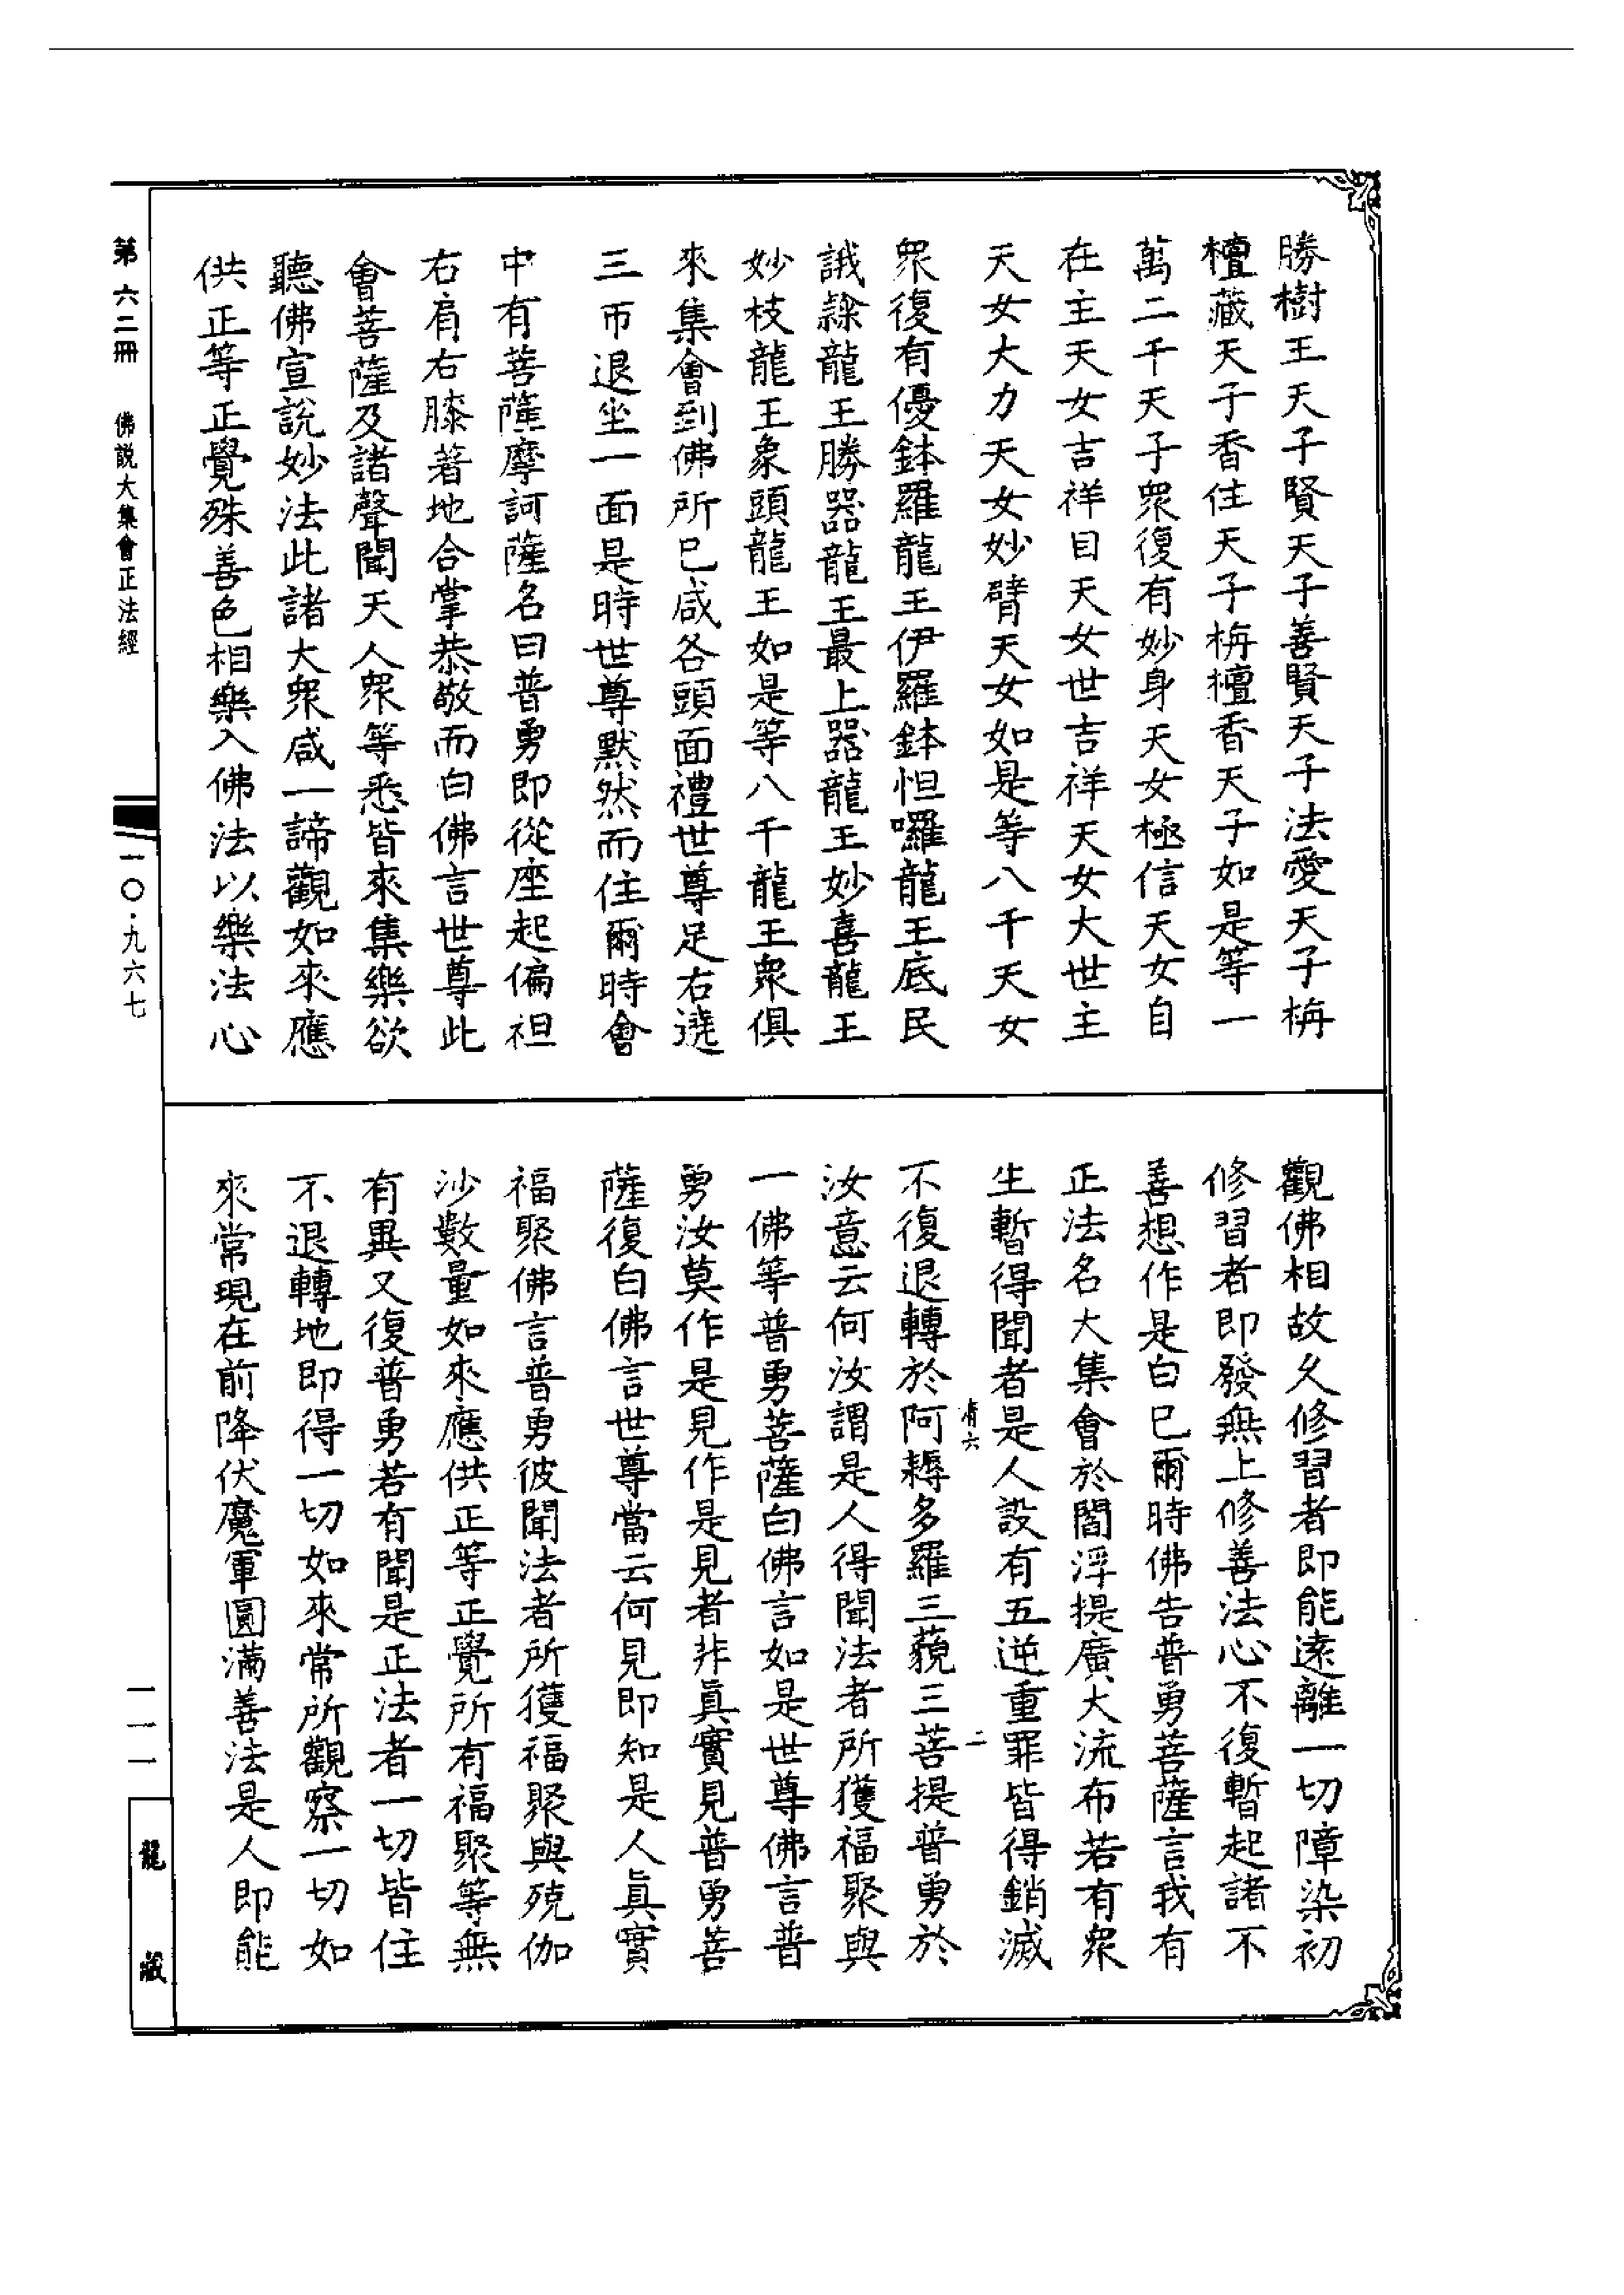 勝樹王天子賢天子善賢天子法愛天子栴
檀藏天子香住天子栴檀香天子如是等一
萬二千天子眾復有妙身天女極信天女自
在主天女吉祥目天女世吉祥天女大世主
天女大力天女妙臂天女如是等八千天女
眾復有優鉢羅龍王伊羅鉢怛囉龍王底民
誐隷龍王勝器龍王最上器龍王妙喜龍王
妙枝龍王象頭龍王如是等八千龍王眾俱
來集會到佛所已咸各頭面禮世尊足右遶
三帀退坐一面是時世尊默然而住爾時會
中有菩薩摩訶薩名曰普勇即從座起偏袒
右肩右膝著地合掌恭敬而白佛言世尊此
會菩薩及諸聲聞天人眾等悉皆來集樂欲
聽佛宣說妙法此諸大眾咸一諦觀如來應
供正等正覺殊善色相樂入佛法以樂法心
觀佛相故久修習者即能遠離一切障染初
修習者即發無上修善法心不復暫起諸不
善想作是白已爾時佛告普勇菩薩言我有
正法名大集會於閻浮提廣大流布若有眾
生暫得聞者是人設有五逆重罪皆得銷滅
不復退轉於阿耨多羅三藐三菩提普勇於
汝意云何汝謂是人得聞法者所獲福聚與
一佛等普勇菩薩白佛言如是世尊佛言普
勇汝莫作是見作是見者非真實見普勇菩
薩復白佛言世尊當云何見即知是人真實
福聚佛言普勇彼聞法者所獲福聚與殑伽
沙數量如來應供正等正覺所有福聚等無
有異又復普勇若有聞是正法者一切皆住
不退轉地即得一切如來常所觀察一切如
來常現在前降伏魔軍圓滿善法是人即能
第六二冊 佛説大集會正法經
一〇·九六七
一一一
龍藏
二